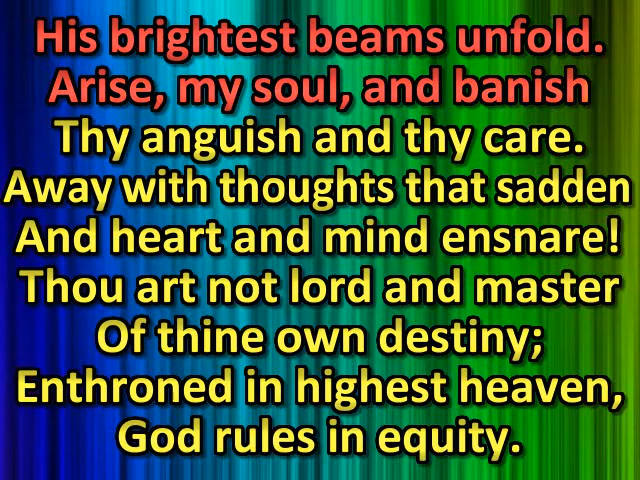 His brightest beams unfold.
Arise, my soul, and banish
Thy anguish and thy care.
Away with thoughts that sadden
And heart and mind ensnare!
Thou art not lord and master
Of thine own destiny;
Enthroned in highest heaven,
God rules in equity.